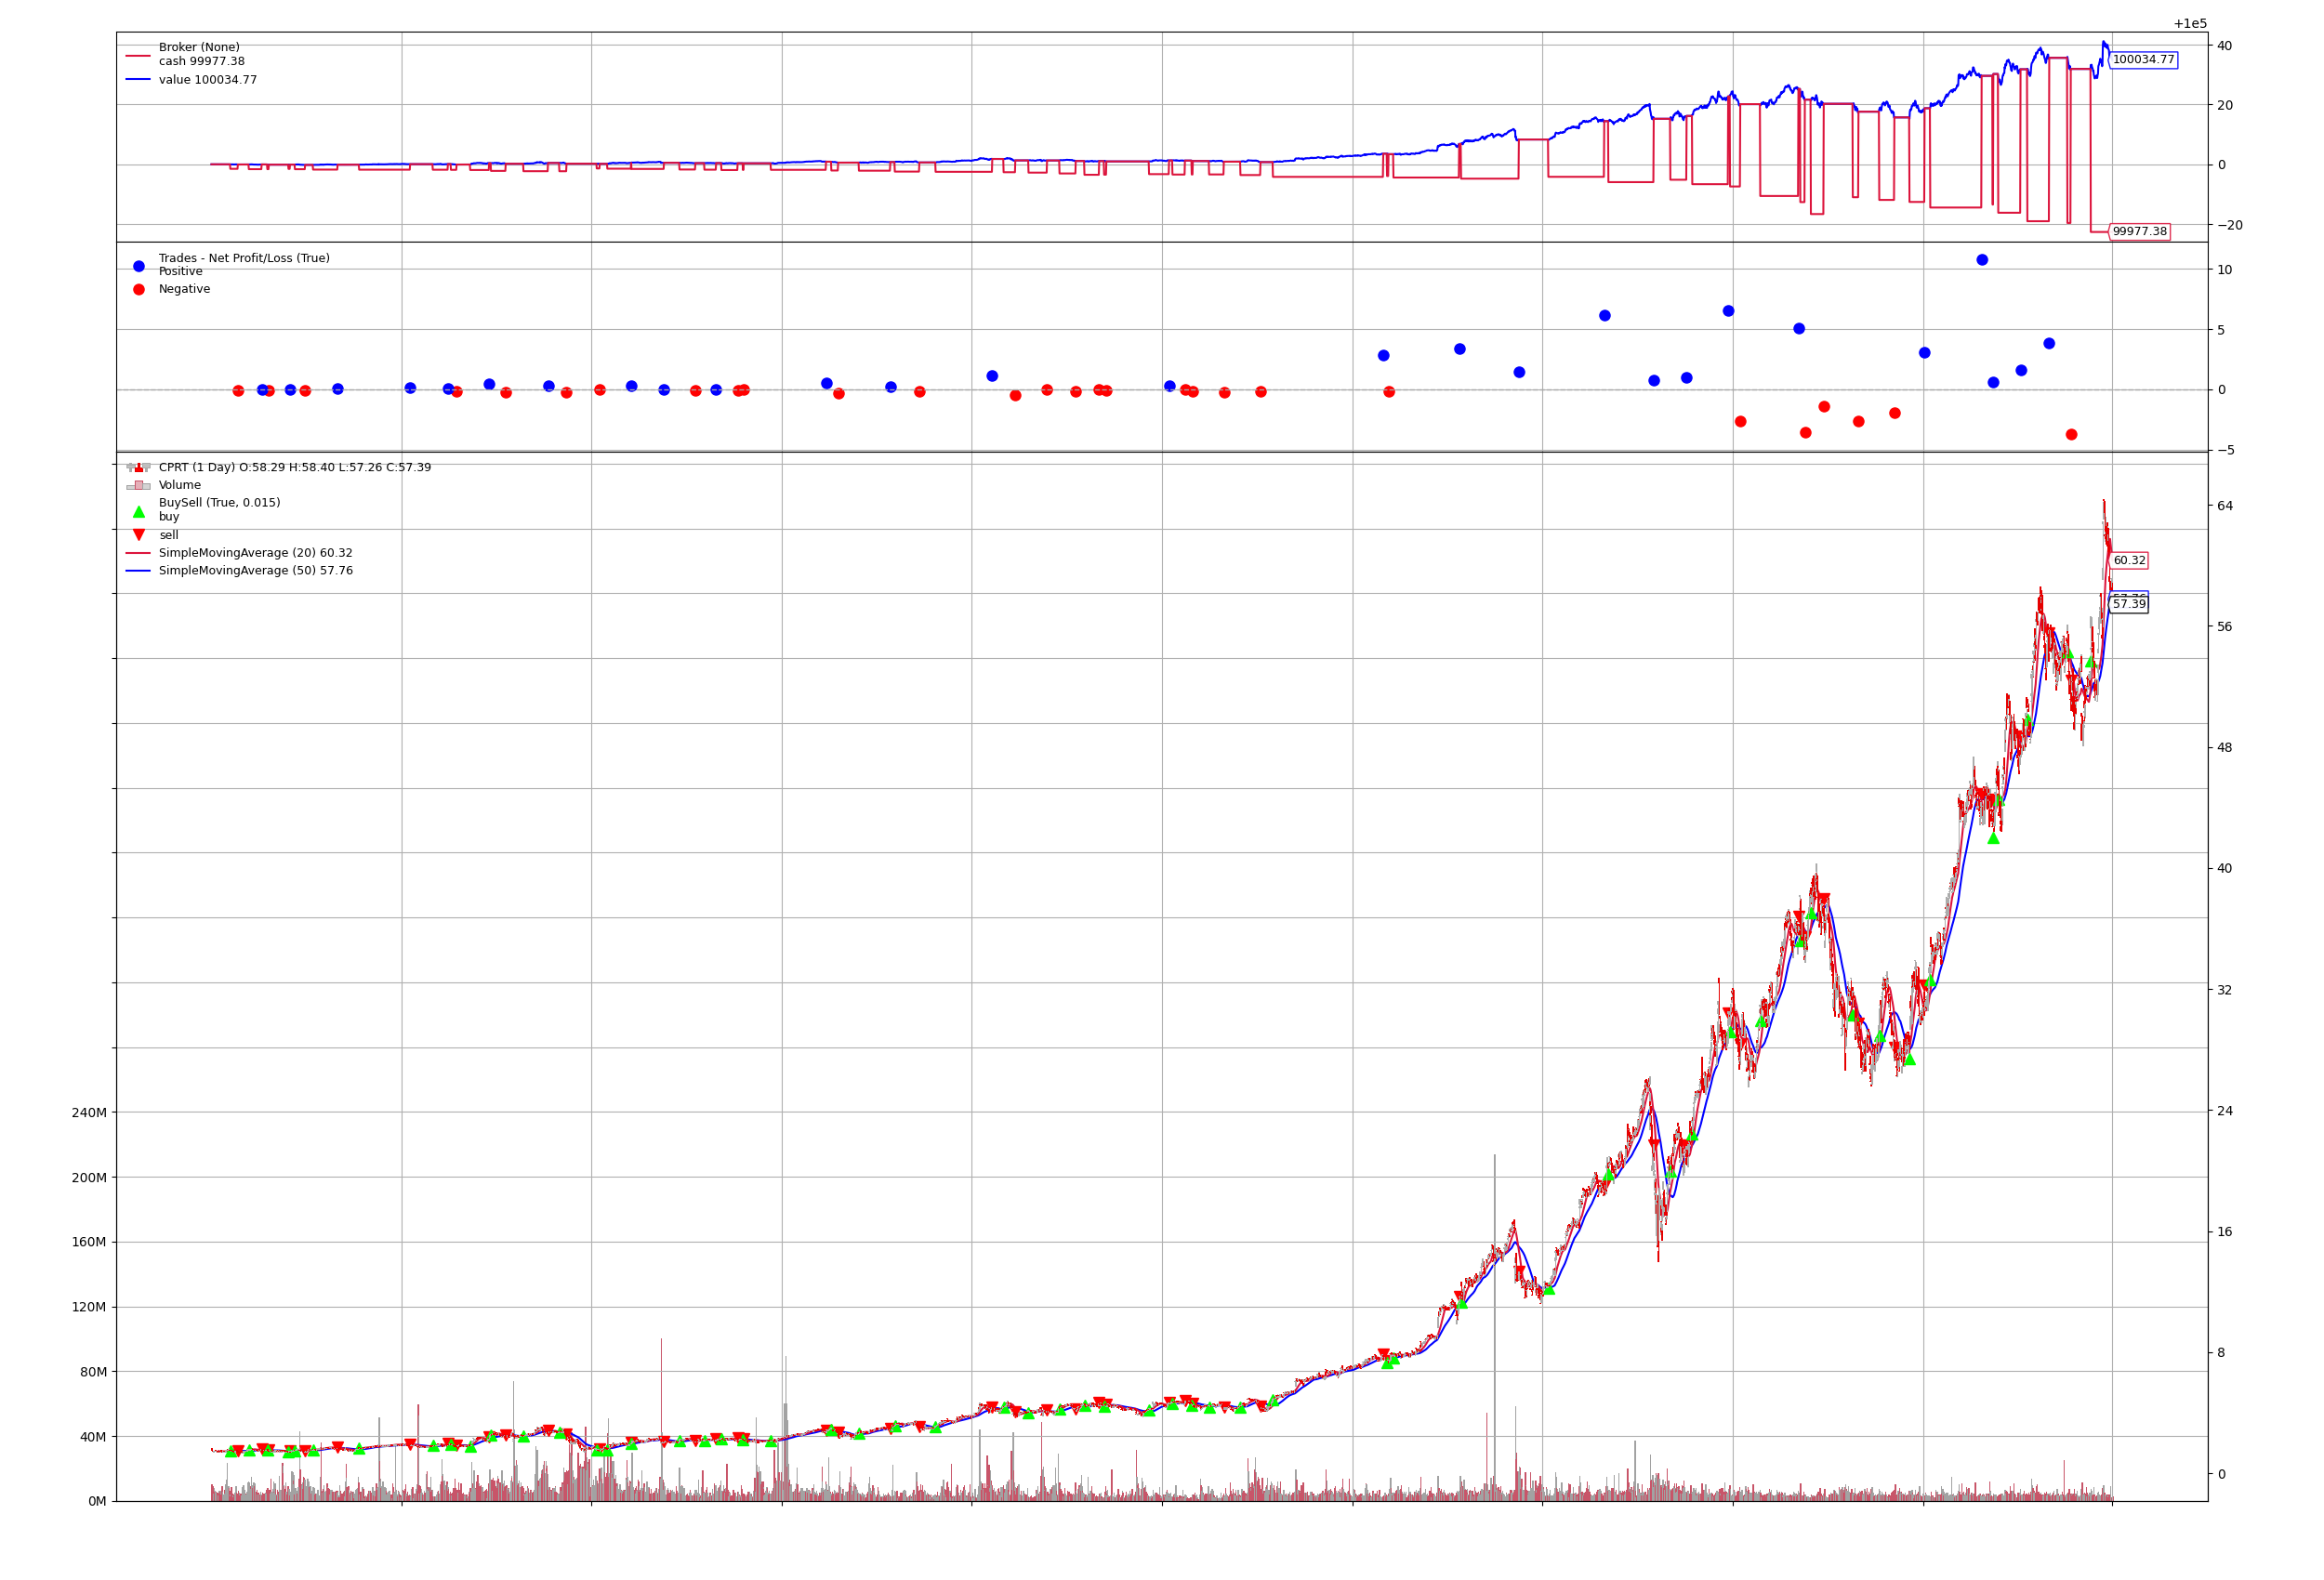 +1e5
Broker (None)
cash 99977.38
value 100034.77
40
20
0
−20
100034.77
99977.38
Trades - Net Profit/Loss (True)
Positive
Negative
10
5
0
−5
CPRT (1 Day) O:58.29 H:58.40 L:57.26 C:57.39
Volume
BuySell (True, 0.015)
buy
sell
SimpleMovingAverage (20) 60.32
SimpleMovingAverage (50) 57.76
64
60.32
57.76
57.39
56
48
40
32
240M
24
200M
160M
16
120M
80M
8
40M
0
0M